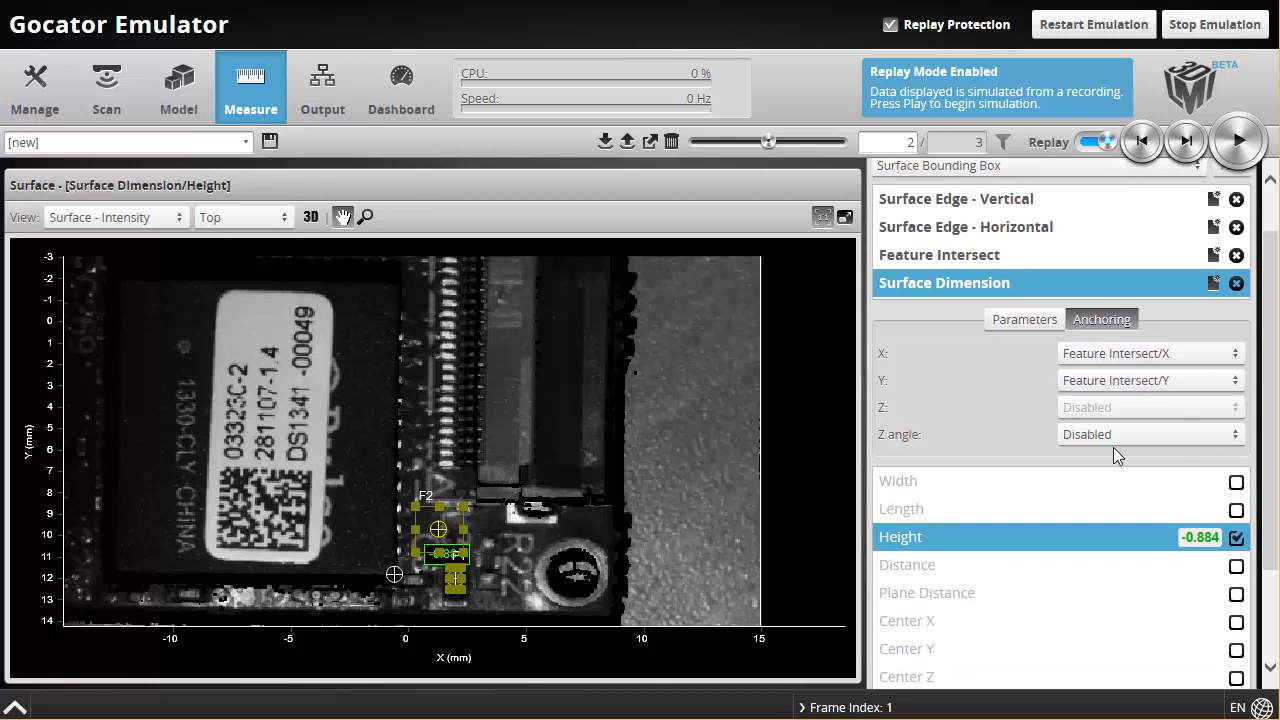 Gocator Emulator
Replay Protection
Restart Emulation
Stop Emulation
Manage
Scan
Model
Measure
Output
Dashboard
CPU: 0 %
Speed: 0 Hz
Replay Mode Enabled
Data displayed is simulated from a recording.
Press Play to begin simulation.
BETA
[new]
2 / 3
Replay
Surface - [Surface Dimension/Height]
View: Surface - Intensity
Top
3D
1:1
Surface Bounding Box
Surface Edge - Vertical
Surface Edge - Horizontal
Feature Intersect
Surface Dimension
Parameters
Anchoring
X: Feature Intersect/X
Y: Feature Intersect/Y
Z: Disabled
Z angle: Disabled
Width
Length
Height -0.884
Distance
Plane Distance
Center X
Center Y
Center Z
-3
-2
-1
0
1
2
3
4
5
6
7
8
9
10
11
12
13
14
Y (mm)
-10
-5
0
5
10
15
X (mm)
03323C-2
281107-1.4
DS1341 -00049
1330-CLY-CHINA
F2
R22
Frame Index: 1
EN